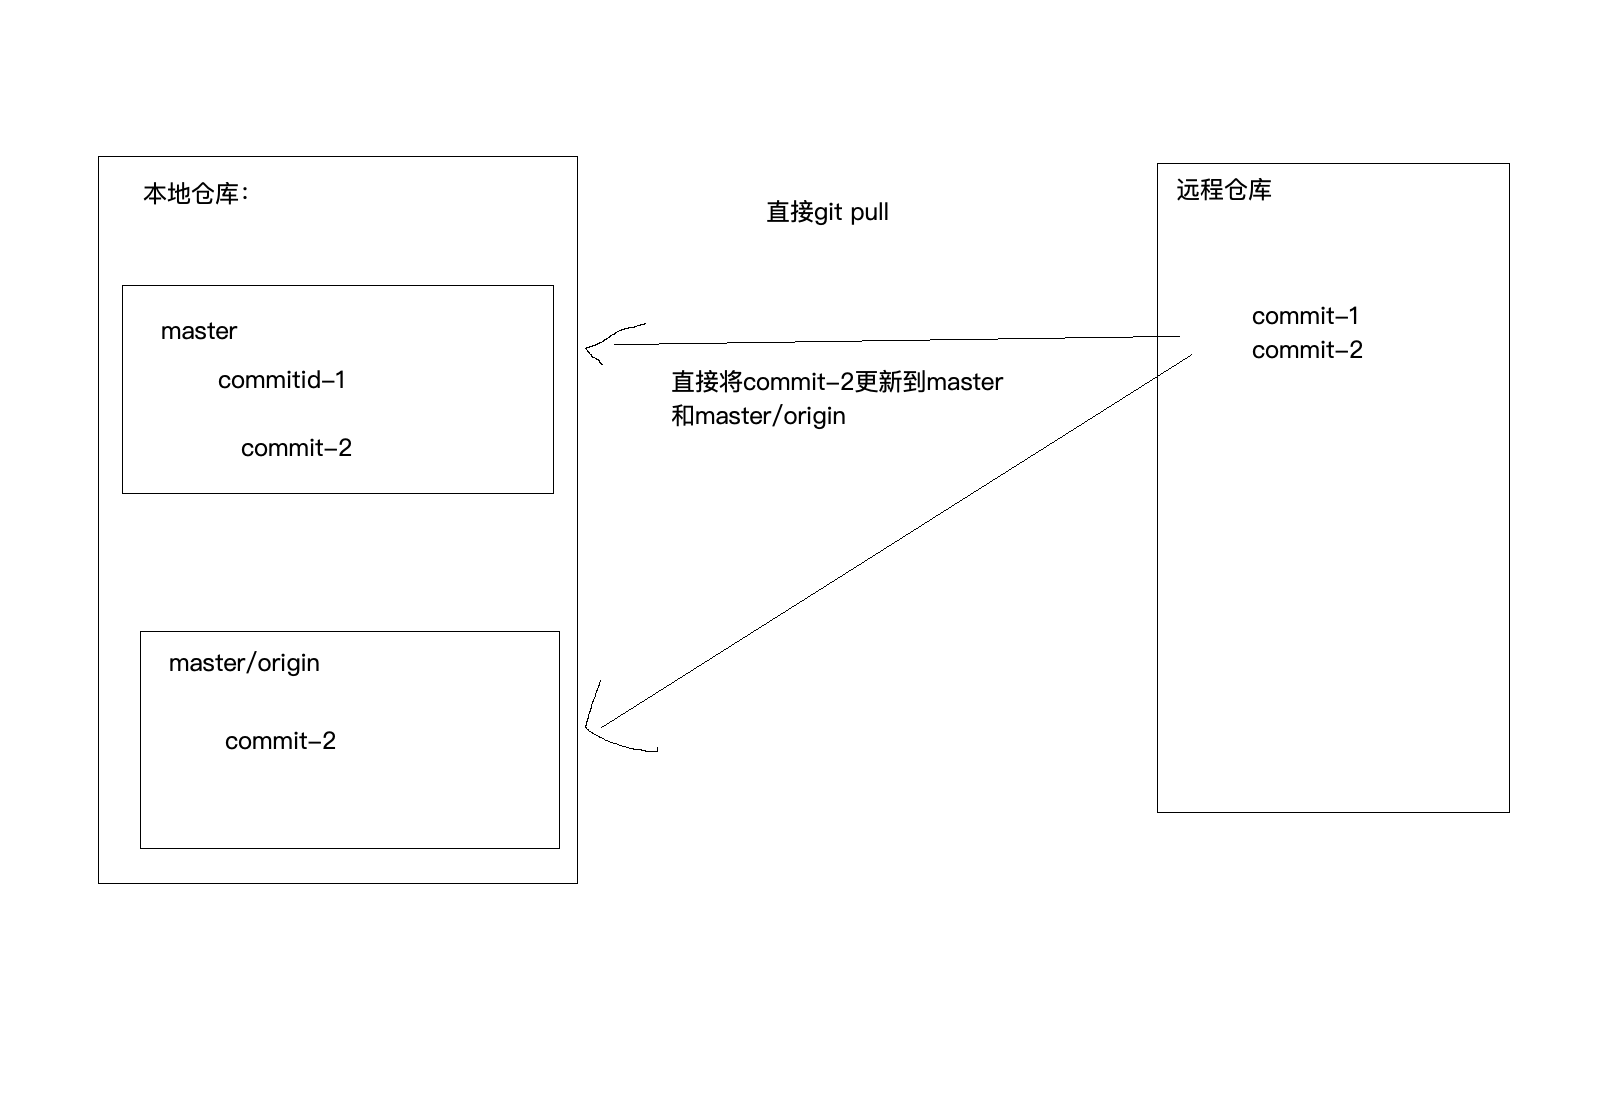 本地仓库：
master
commitid-1
commit-2
master/origin
commit-2
直接git pull
直接将commit-2更新到master
和master/origin
远程仓库
commit-1
commit-2